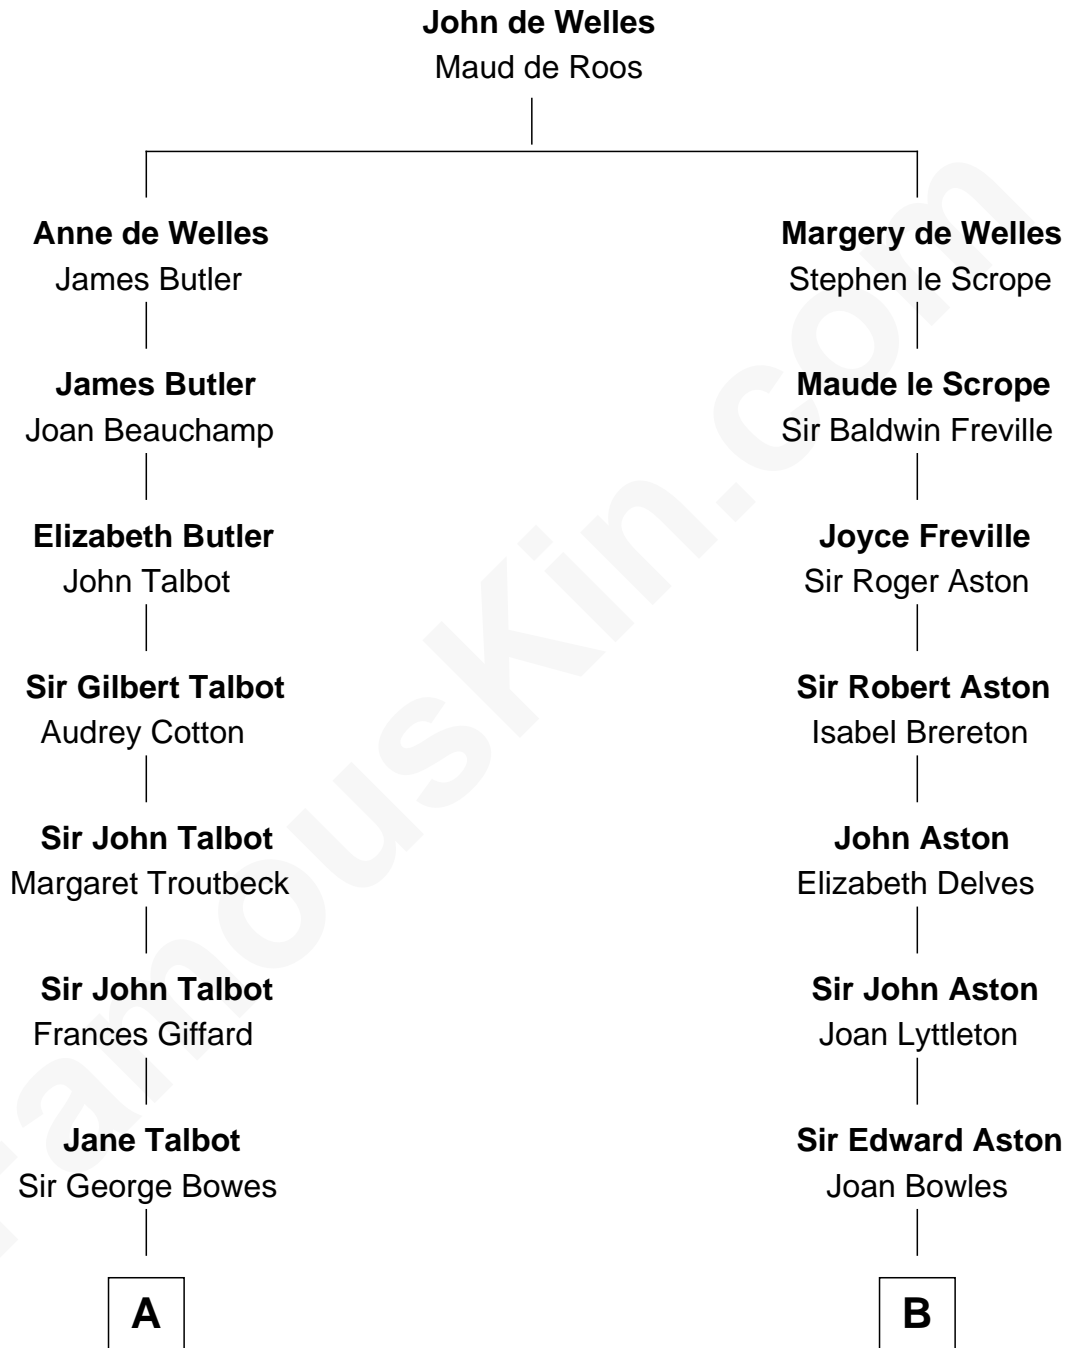 John de Welles
Maud de Roos
Anne de Welles
James Butler
Margery de Welles
Stephen le Scrope
James Butler
Joan Beauchamp
Maude le Scrope
Sir Baldwin Freville
Elizabeth Butler
John Talbot
Joyce Freville
Sir Roger Aston
Sir Gilbert Talbot
Audrey Cotton
Sir Robert Aston
Isabel Brereton
Sir John Talbot
Margaret Troutbeck
John Aston
Elizabeth Delves
Sir John Talbot
Frances Giffard
Sir John Aston
Joan Lyttleton
Jane Talbot
Sir George Bowes
Sir Edward Aston
Joan Bowles
A
B
FamousKin.com